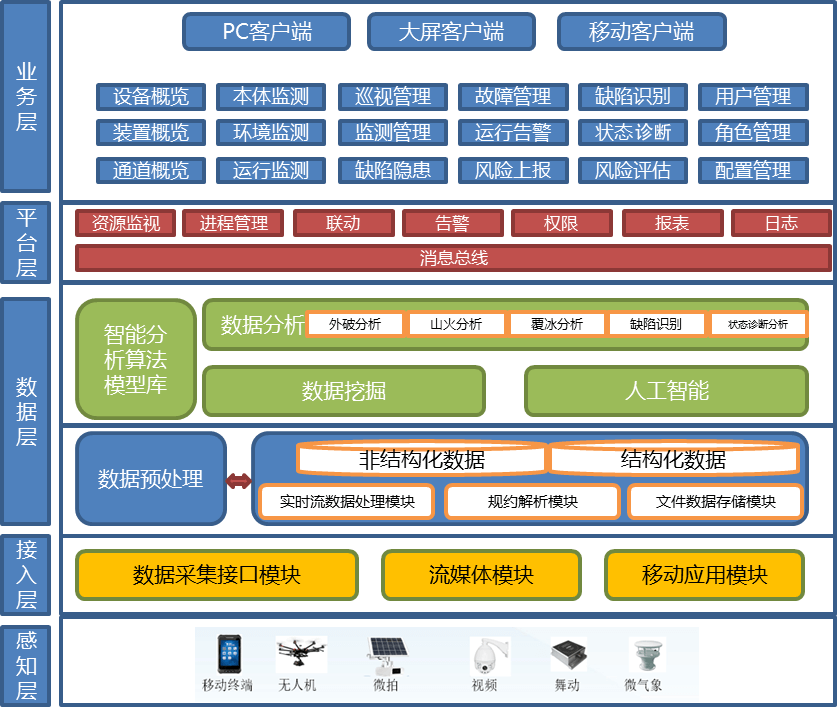 业务层
PC客户端 大屏客户端 移动客户端
设备概览 本体监测 巡视管理 故障管理 缺陷识别 用户管理
装置概览 环境监测 监测管理 运行告警 状态诊断 角色管理
通道概览 运行监测 缺陷隐患 风险上报 风险评估 配置管理
平台层
资源监视 进程管理 联动 告警 权限 报表 日志
消息总线
数据层
智能分
析算法
模型库
数据分析 外破分析 山火分析 覆冰分析 缺陷识别 状态诊断分析
数据挖掘 人工智能
数据预处理
非结构化数据 结构化数据
实时流数据处理模块 规约解析模块 文件数据存储模块
接入层
数据采集接口模块 流媒体模块 移动应用模块
感知层
移动终端 无人机 微拍 视频 舞动 微气象